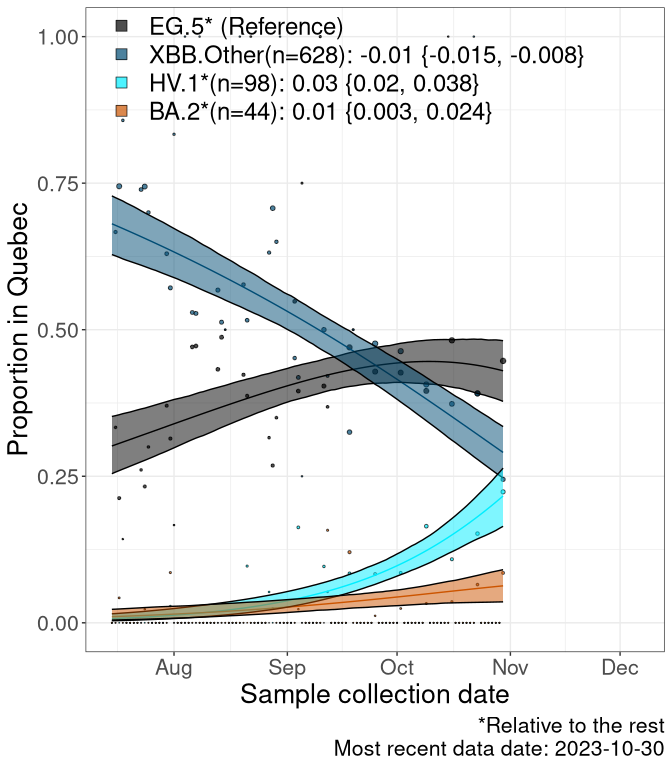 EG.5* (Reference)
XBB.Other(n=628): -0.01 {-0.015, -0.008}
HV.1*(n=98): 0.03 {0.02, 0.038}
BA.2*(n=44): 0.01 {0.003, 0.024}
1.00
0.75
0.50
0.25
0.00
Proportion in Quebec
Aug Sep Oct Nov Dec
Sample collection date
*Relative to the rest
Most recent data date: 2023-10-30